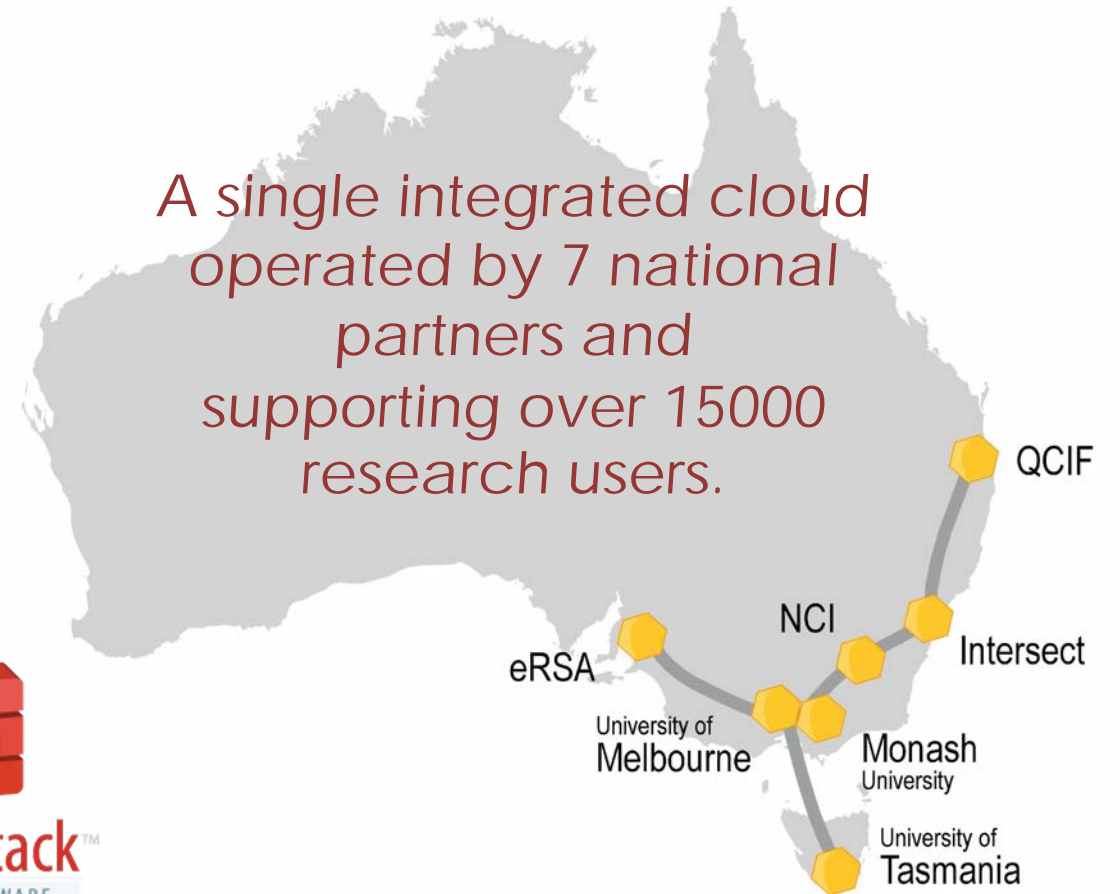 A single integrated cloud
operated by 7 national
partners and
supporting over 15000
research users.
QCIF
NCI
Intersect
eRSA
University of
Melbourne
Monash
University
University of
Tasmania
tack™